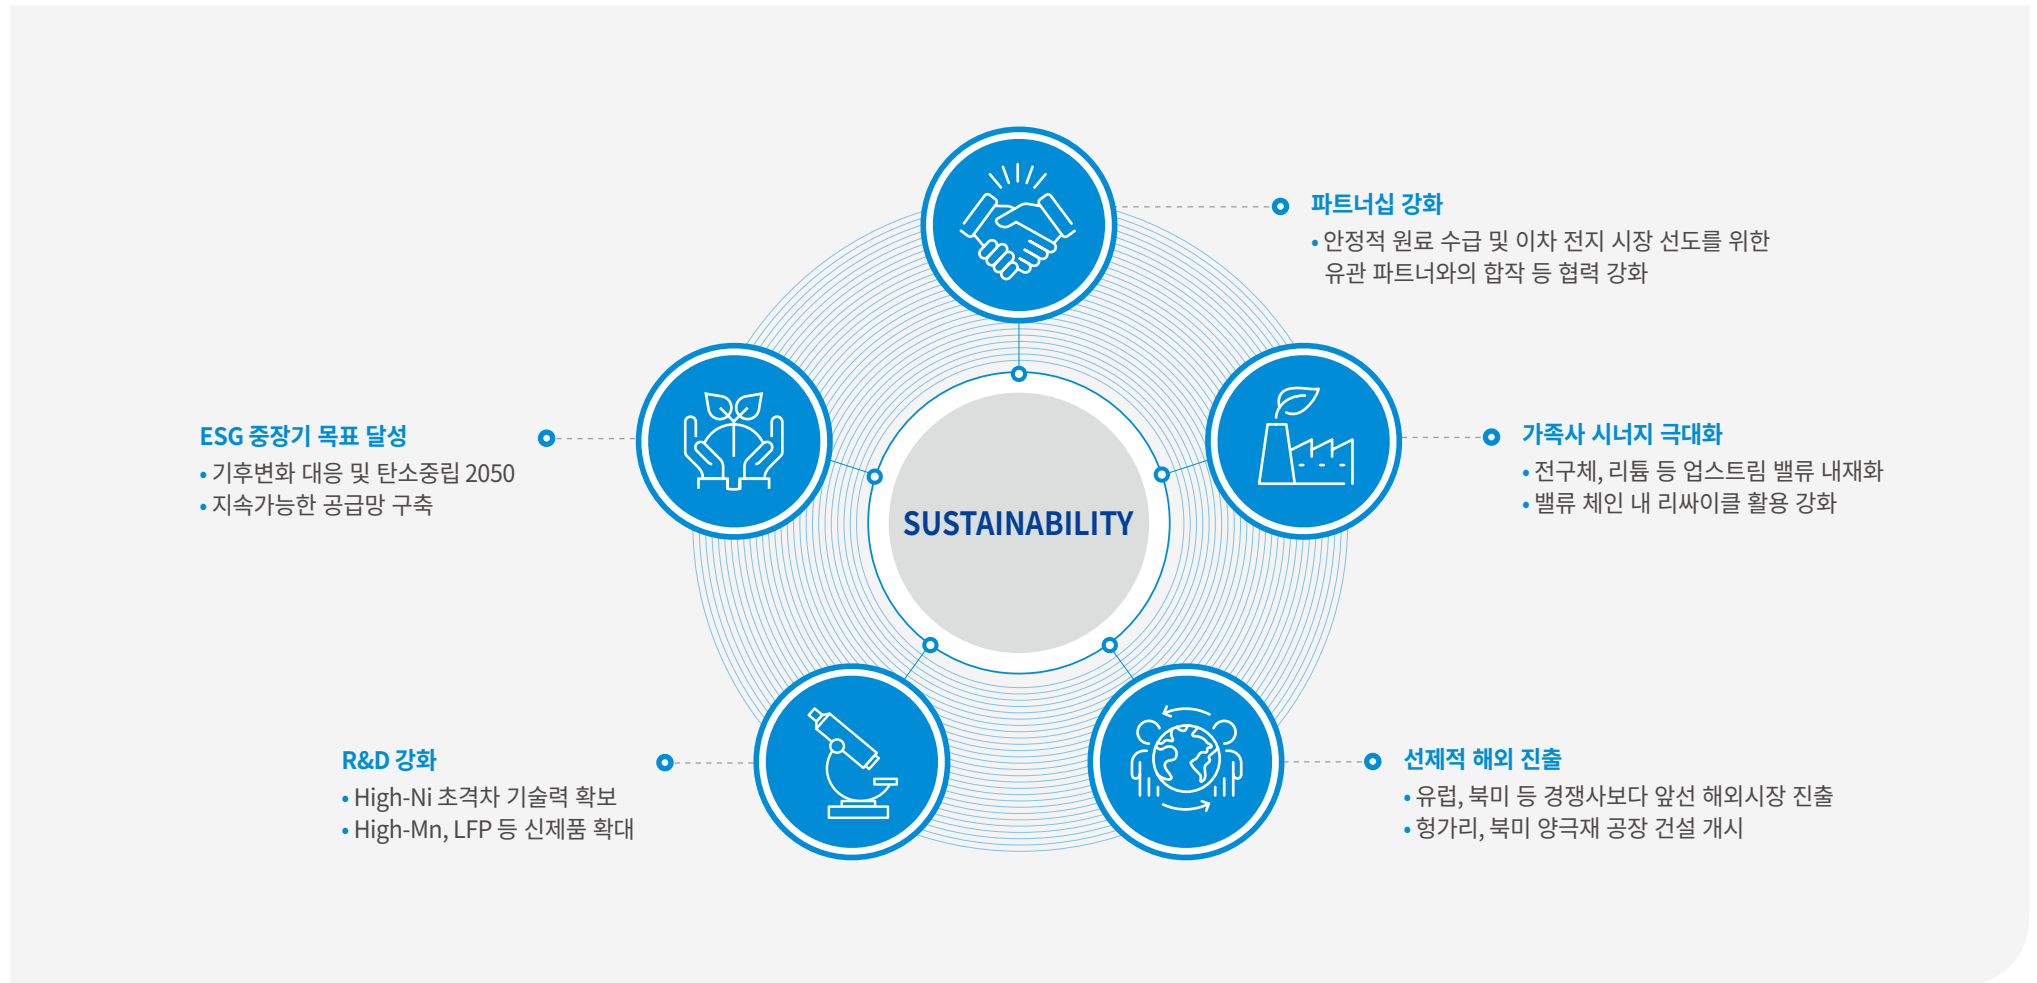 파트너십 강화
• 안정적 원료 수급 및 이차 전지 시장 선도를 위한
유관 파트너와의 합작 등 협력 강화
ESG 중장기 목표 달성
• 기후변화 대응 및 탄소중립 2050
• 지속가능한 공급망 구축
가족사 시너지 극대화
• 전구체, 리튬 등 업스트림 밸류 내재화
• 밸류 체인 내 리싸이클 활용 강화
SUSTAINABILITY
R&D 강화
• High-Ni 초격차 기술력 확보
• High-Mn, LFP 등 신제품 확대
선제적 해외 진출
• 유럽, 북미 등 경쟁사보다 앞선 해외시장 진출
• 헝가리, 북미 양극재 공장 건설 개시